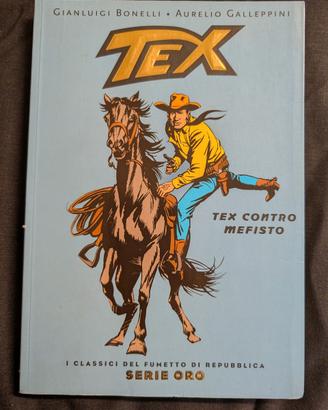 Gianluigi Bonelli • Aurelio Galleppini
TEX
TEX CONTRO
MEFISTO
I CLASSICI DEL FUMETTO DI REPUBBLICA
SERIE ORO